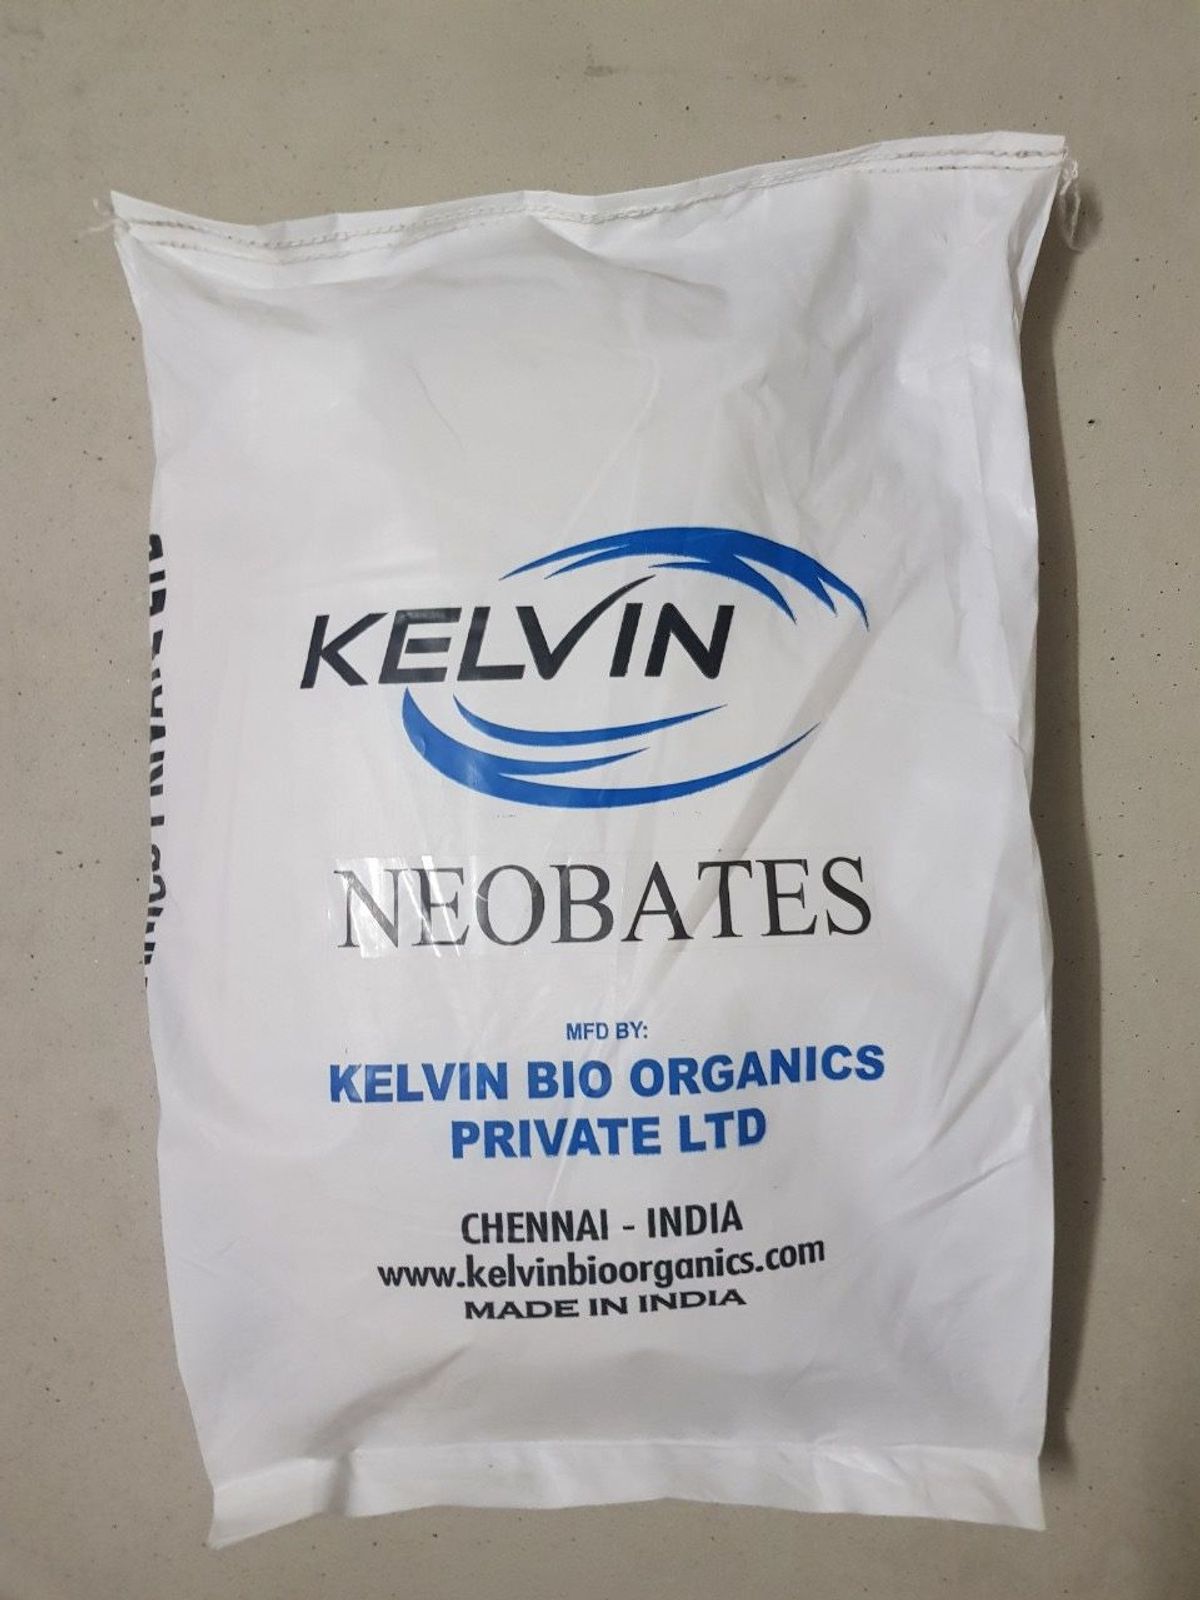 KELVIN
NEOBATES
MFD BY:
KELVIN BIO ORGANICS
PRIVATE LTD
CHENNAI - INDIA
www.kelvinbioorganics.com
MADE IN INDIA